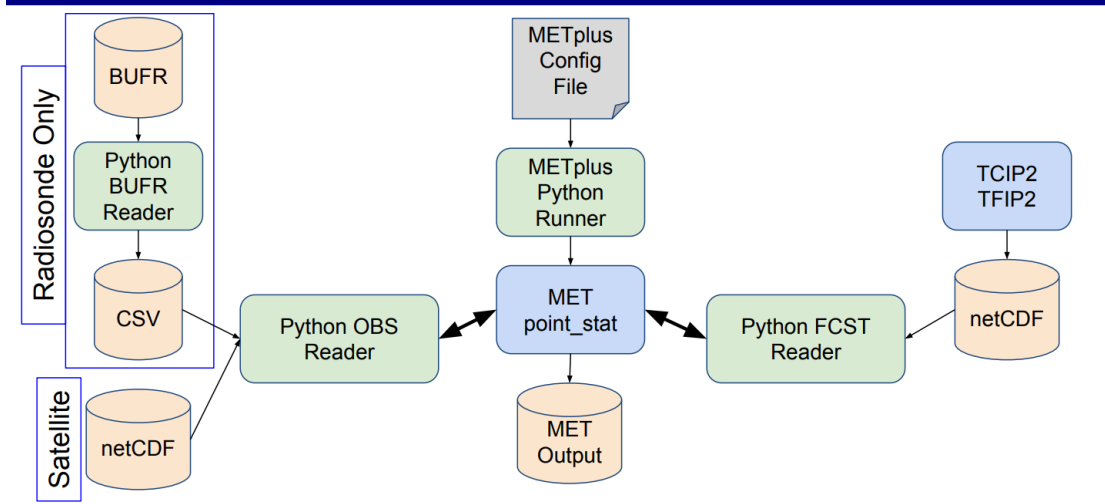 Radiosonde Only
BUFR
Python
BUFR
Reader
CSV
Satellite
netCDF
Python OBS
Reader
METplus
Config
File
METplus
Python
Runner
MET
point_stat
MET
Output
Python FCST
Reader
TCIP2
TFIP2
netCDF